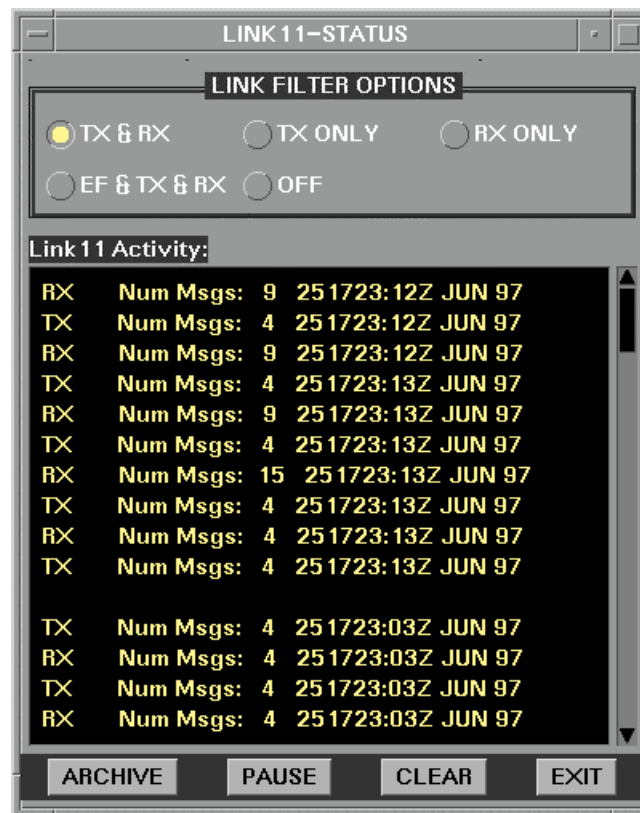 LINK11-STATUS
LINK FILTER OPTIONS
TX & RX TX ONLY RX ONLY
EF & TX & RX OFF
Link11 Activity:
RX Num Msgs: 9 251723:12Z JUN 97
TX Num Msgs: 4 251723:12Z JUN 97
RX Num Msgs: 9 251723:12Z JUN 97
TX Num Msgs: 4 251723:13Z JUN 97
RX Num Msgs: 9 251723:13Z JUN 97
TX Num Msgs: 4 251723:13Z JUN 97
RX Num Msgs: 15 251723:13Z JUN 97
TX Num Msgs: 4 251723:13Z JUN 97
RX Num Msgs: 4 251723:13Z JUN 97
TX Num Msgs: 4 251723:13Z JUN 97
TX Num Msgs: 4 251723:03Z JUN 97
RX Num Msgs: 4 251723:03Z JUN 97
TX Num Msgs: 4 251723:03Z JUN 97
RX Num Msgs: 4 251723:03Z JUN 97
ARCHIVE PAUSE CLEAR EXIT